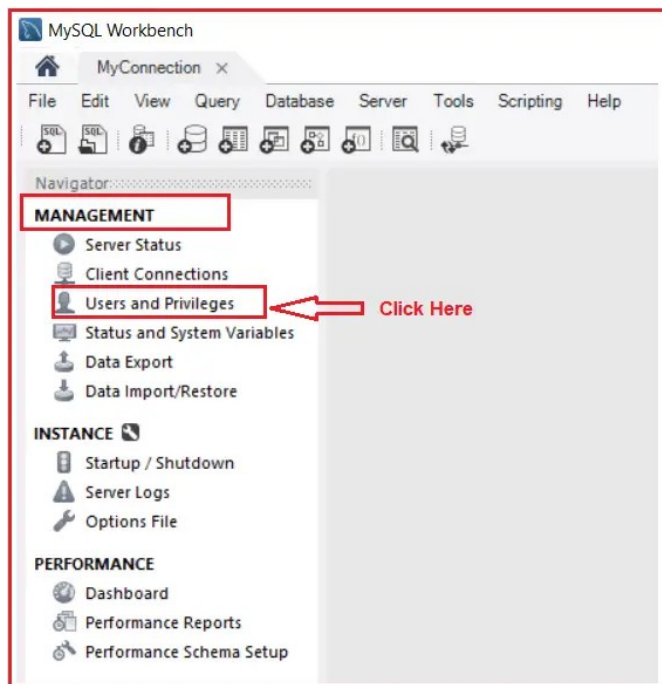 MySQL Workbench
MyConnection ×
File Edit View Query Database Server Tools Scripting Help
SQL SQL
Navigator
MANAGEMENT
Server Status
Client Connections
Users and Privileges
Click Here
Status and System Variables
Data Export
Data Import/Restore
INSTANCE
Startup / Shutdown
Server Logs
Options File
PERFORMANCE
Dashboard
Performance Reports
Performance Schema Setup